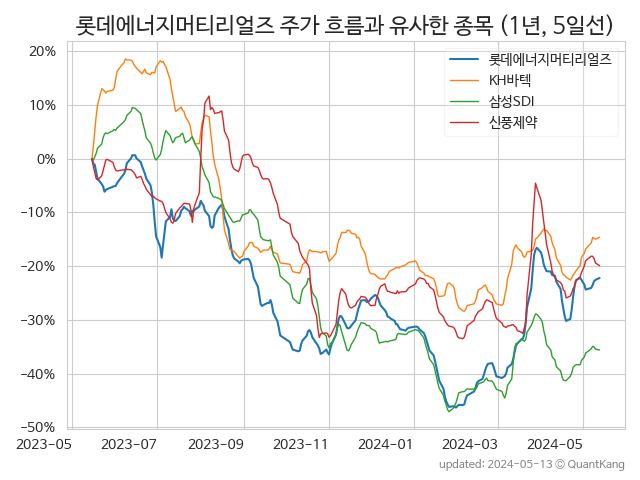 롯데에너지머티리얼즈 주가 흐름과 유사한 종목 (1년, 5일선)
롯데에너지머티리얼즈
KH바텍
삼성SDI
신풍제약
20%
10%
0%
−10%
−20%
−30%
−40%
−50%
2023-05 2023-07 2023-09 2023-11 2024-01 2024-03 2024-05
updated: 2024-05-13 © QuantKang